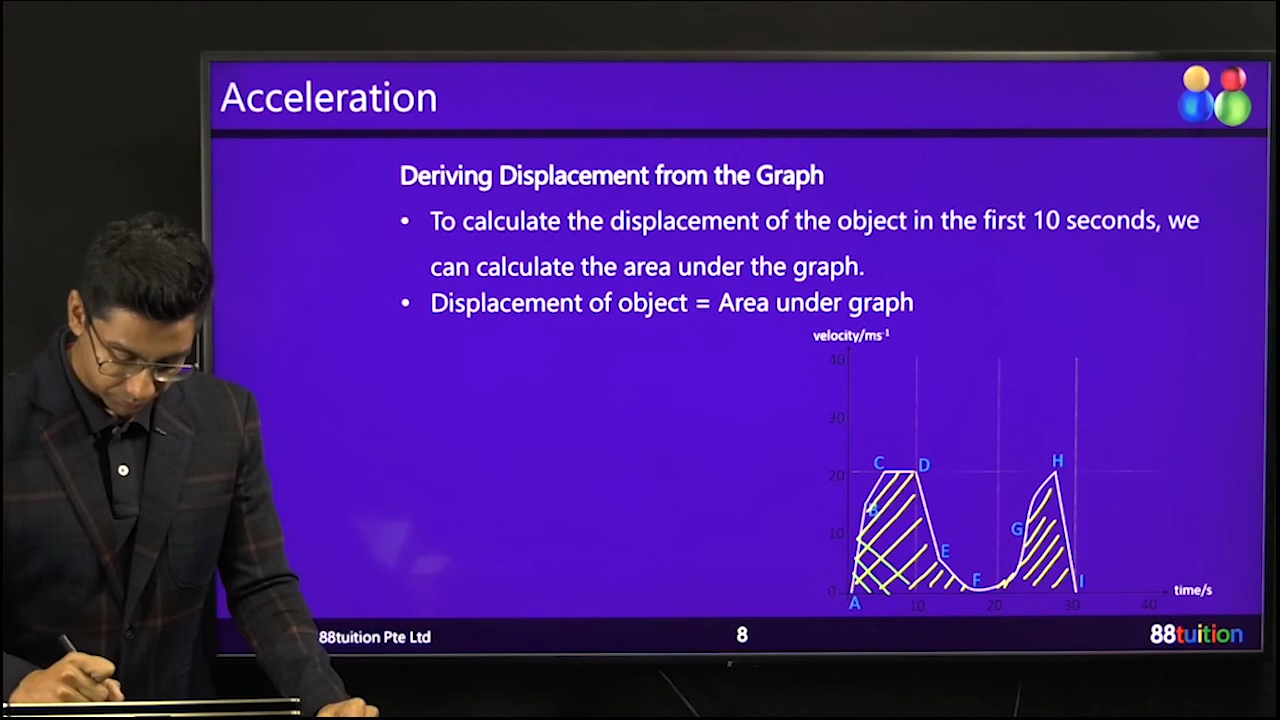 Acceleration
Deriving Displacement from the Graph
• To calculate the displacement of the object in the first 10 seconds, we
can calculate the area under the graph.
• Displacement of object = Area under graph
velocity/ms⁻¹
40
30
20
10
0
C
D
H
B
G
E
F
I
A
10
20
30
40
time/s
88tuition Pte Ltd
8
88tuition